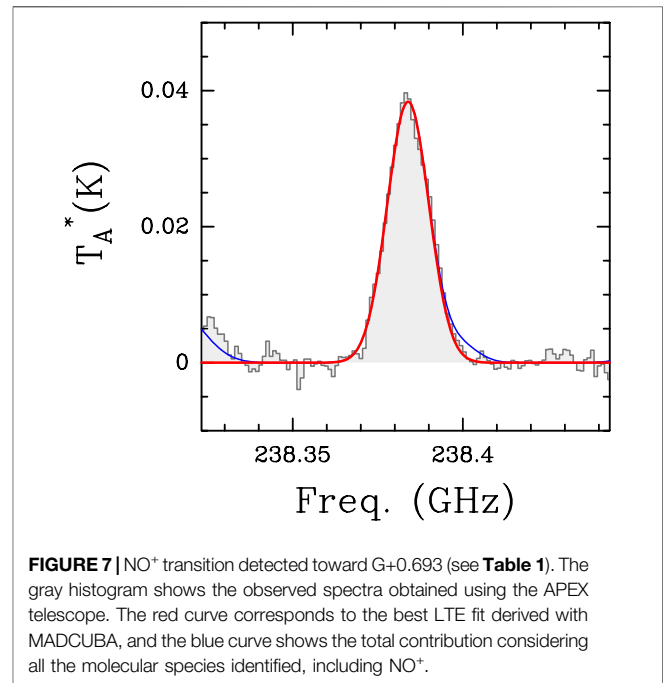 0.04
0.02
0
T_A^* (K)
238.35 238.4
Freq. (GHz)
FIGURE 7 | NO⁺ transition detected toward G+0.693 (see Table 1). The
gray histogram shows the observed spectra obtained using the APEX
telescope. The red curve corresponds to the best LTE fit derived with
MADCUBA, and the blue curve shows the total contribution considering
all the molecular species identified, including NO⁺.